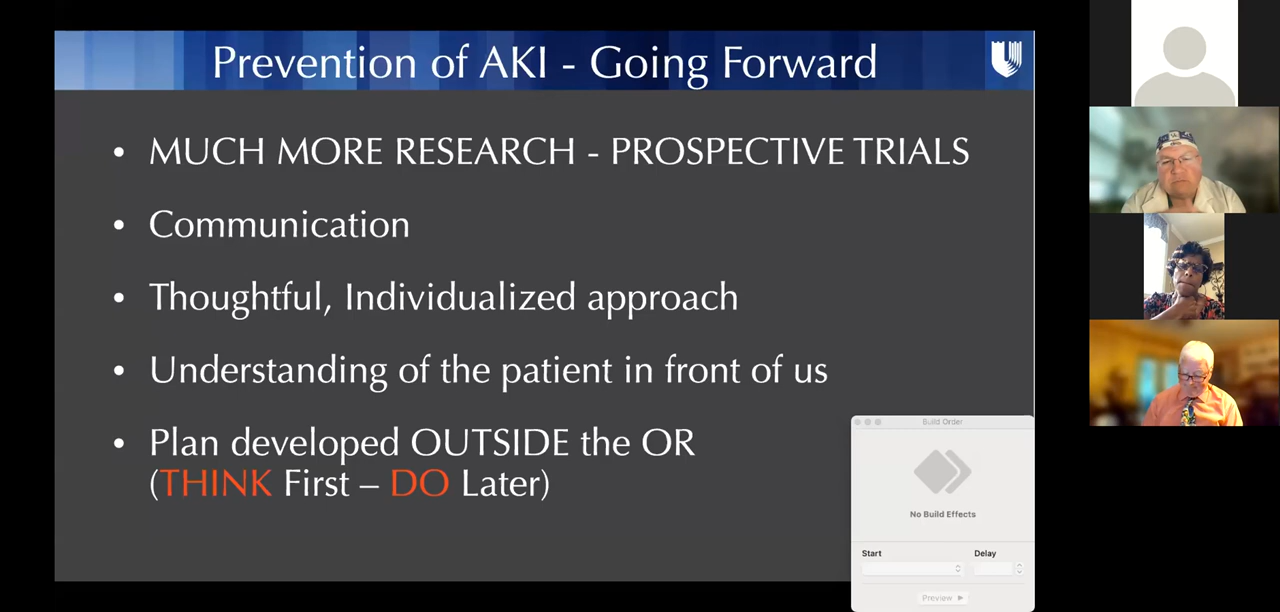 Prevention of AKI - Going Forward
• MUCH MORE RESEARCH - PROSPECTIVE TRIALS
• Communication
• Thoughtful, Individualized approach
• Understanding of the patient in front of us
• Plan developed OUTSIDE the OR
(THINK First – DO Later)
Build Order
No Build Effects
Start Delay
Preview